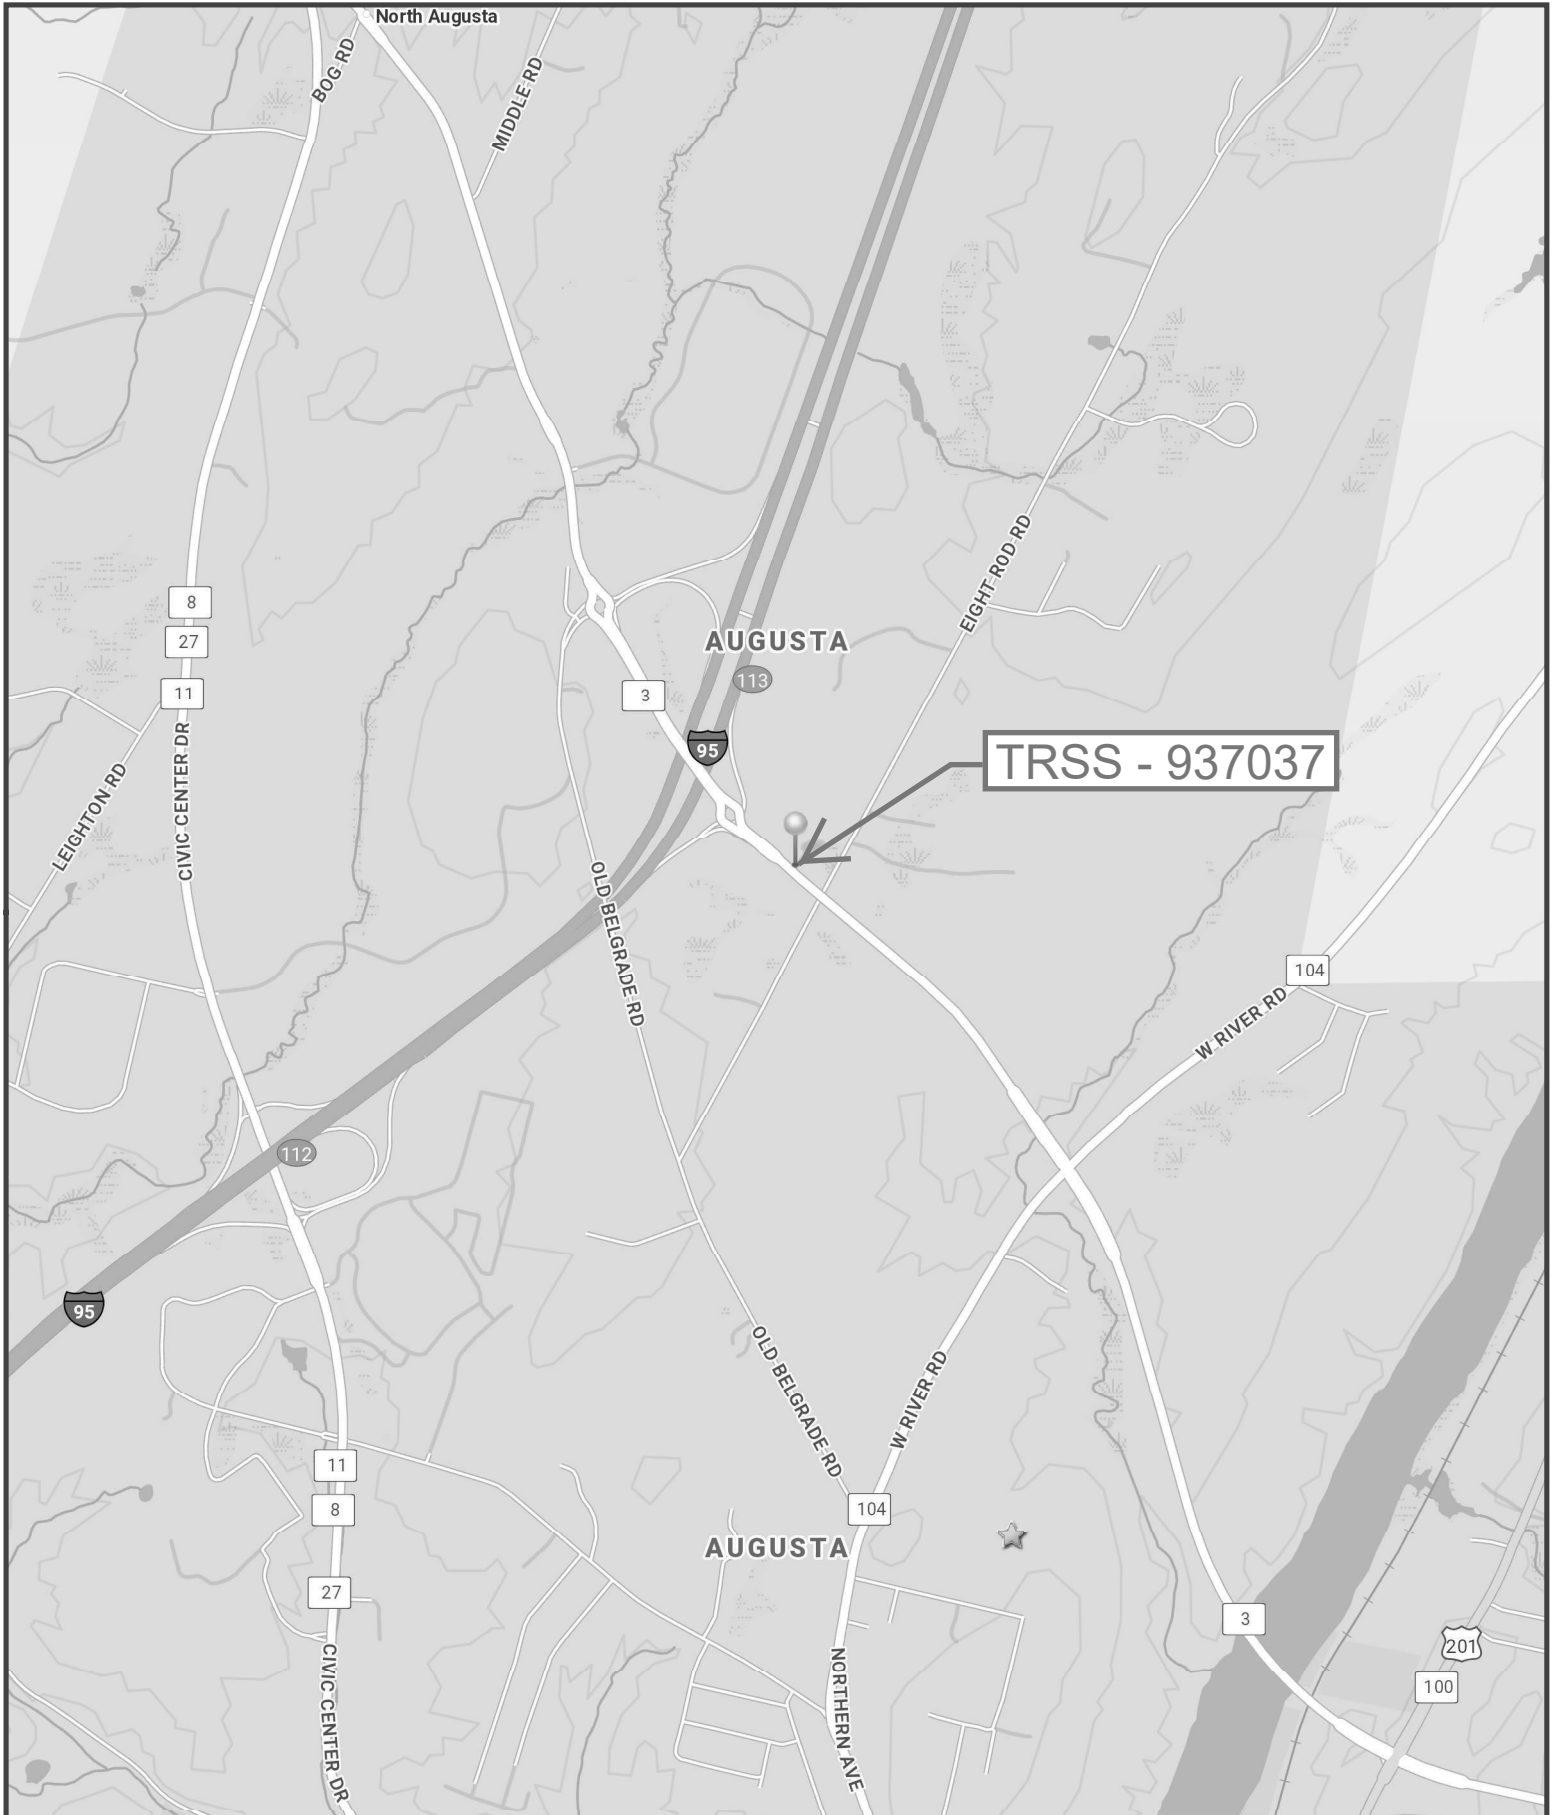 North Augusta
BOG RD
MIDDLE RD
EIGHT ROD RD
8
27
11
AUGUSTA
113
3
95
TRSS - 937037
CIVIC CENTER DR
LEIGHTON RD
OLD BELGRADE RD
104
W RIVER RD
112
95
OLD BELGRADE RD
W RIVER RD
11
8
104
AUGUSTA
27
3
201
100
CIVIC CENTER DR
NORTHERN AVE